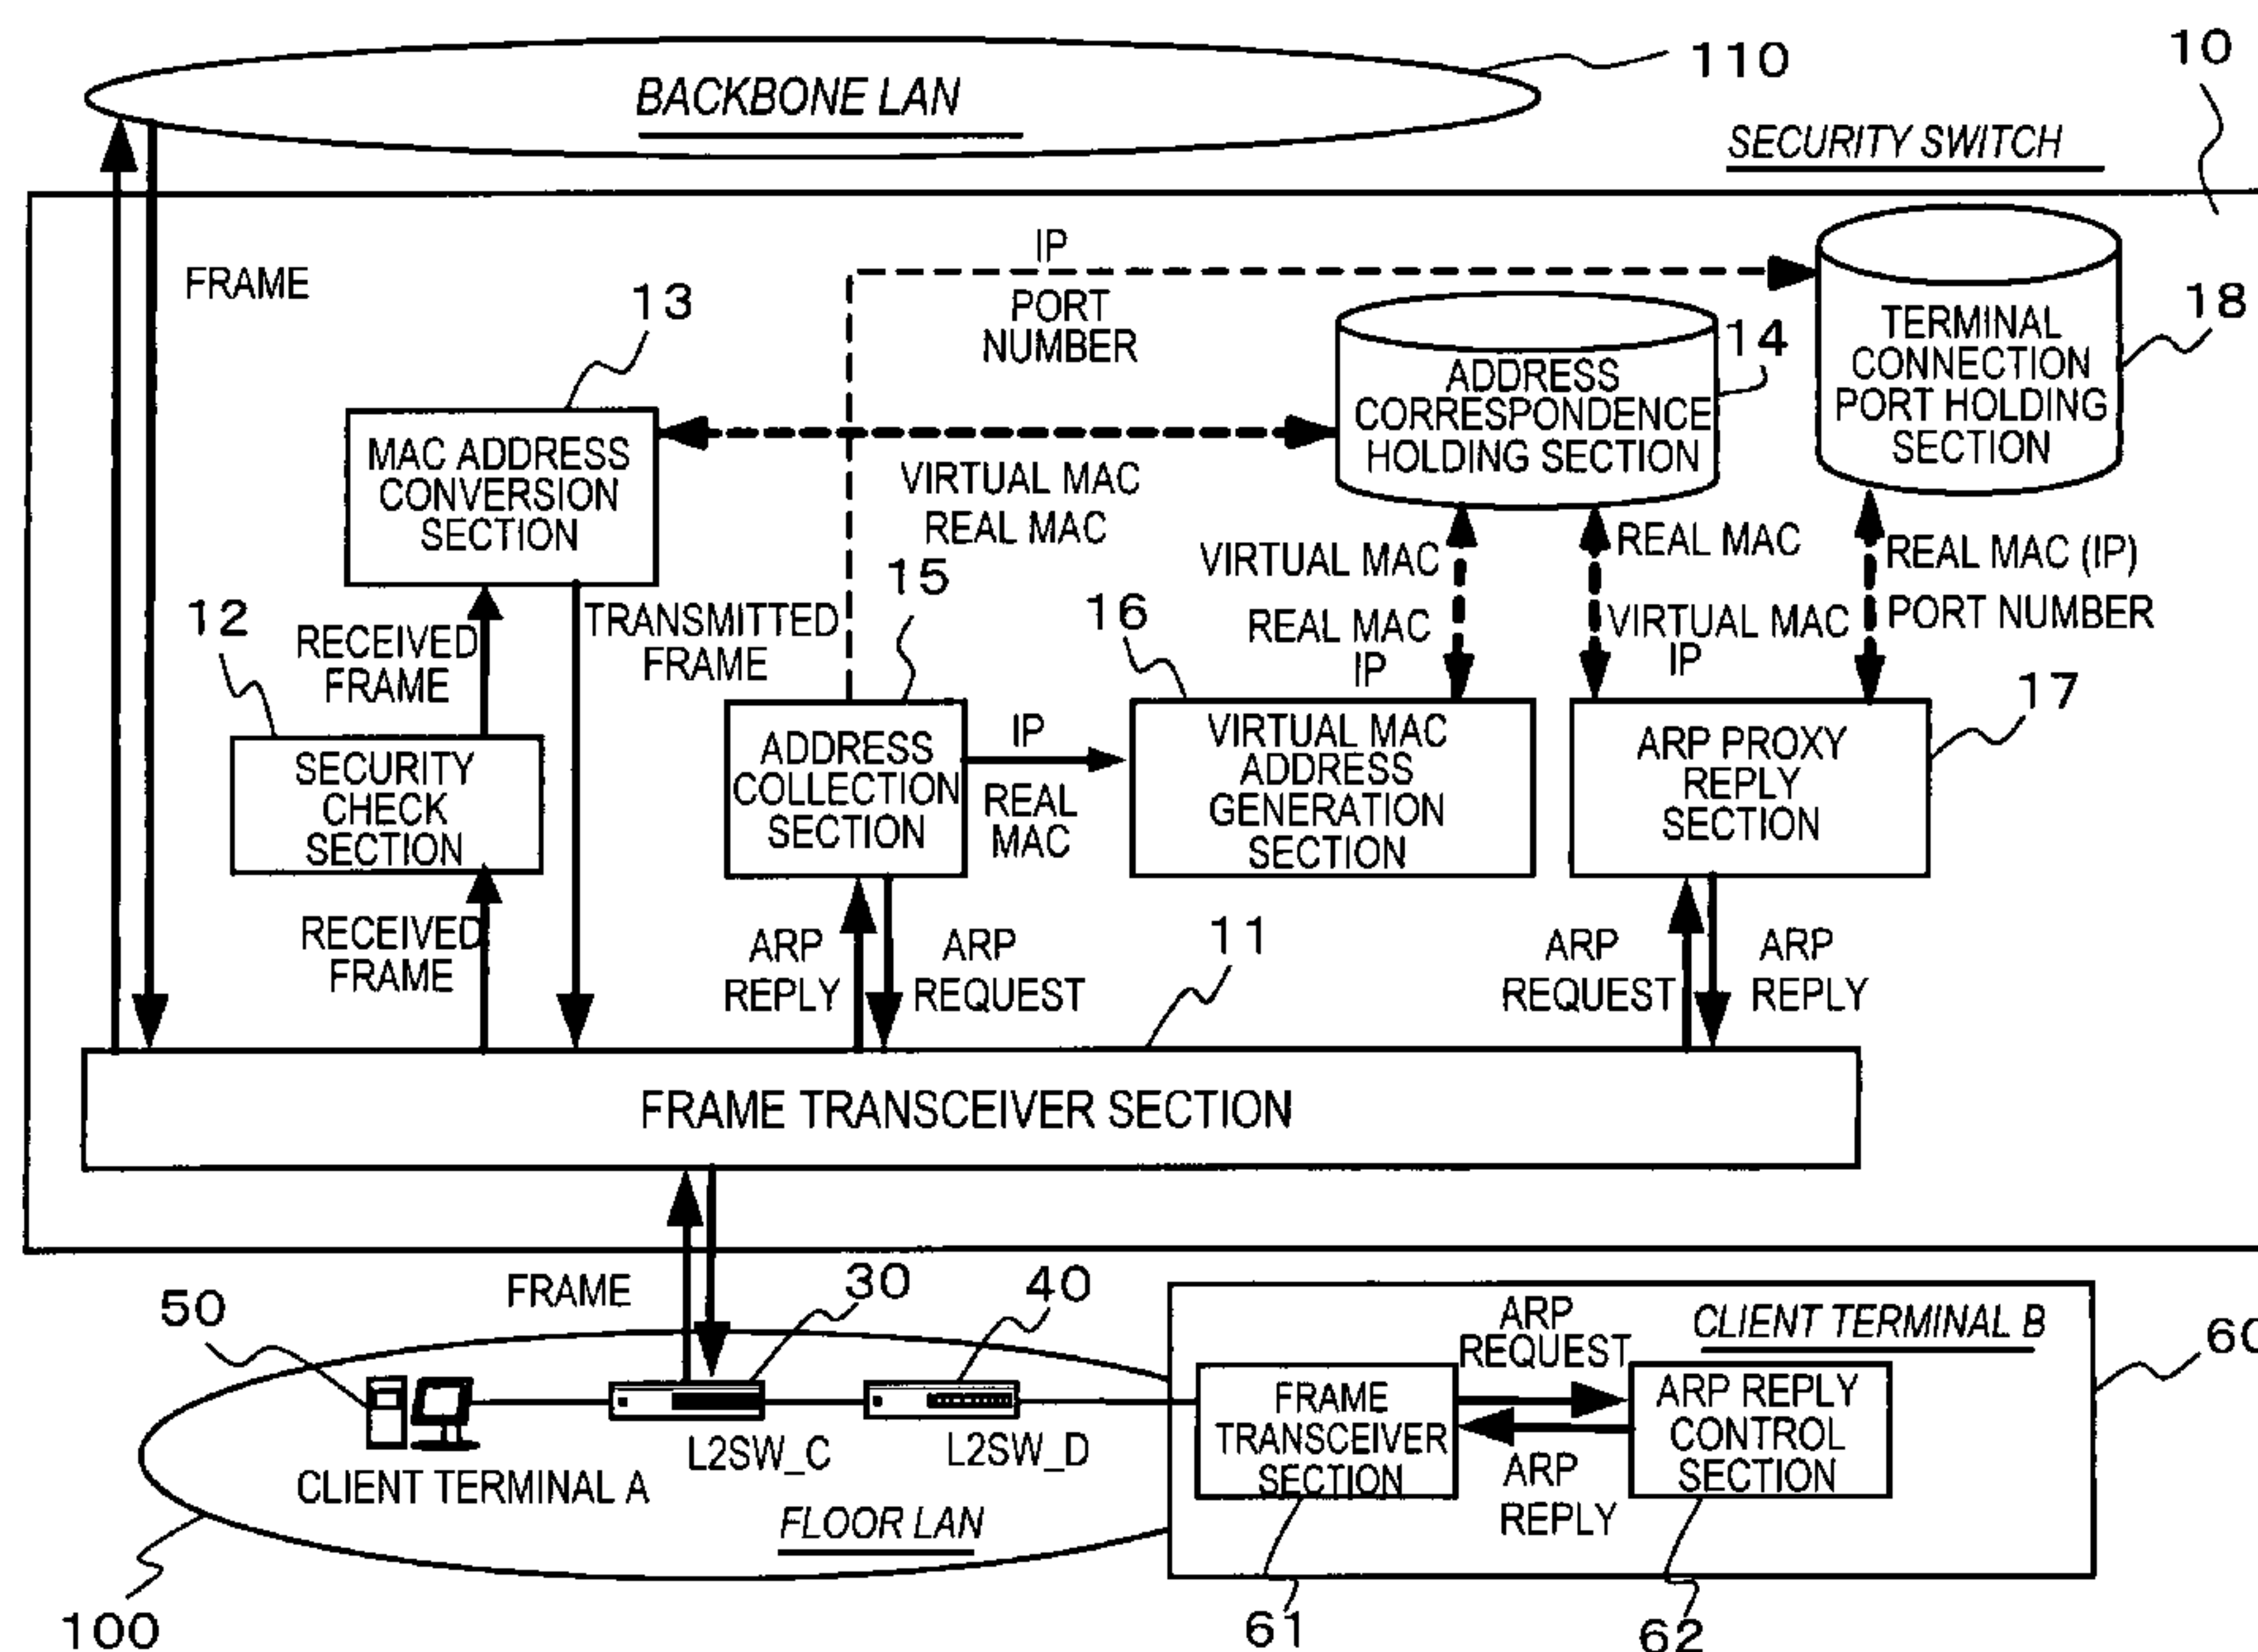 110
10
BACKBONE LAN
SECURITY SWITCH
FRAME
IP
PORT
NUMBER
13
14
18
TERMINAL
CONNECTION
PORT HOLDING
SECTION
ADDRESS
CORRESPONDENCE
HOLDING SECTION
MAC ADDRESS
CONVERSION
SECTION
VIRTUAL MAC
REAL MAC
VIRTUAL MAC
REAL MAC
IP
REAL MAC
VIRTUAL MAC
IP
REAL MAC (IP)
PORT NUMBER
12
RECEIVED
FRAME
TRANSMITTED
FRAME
15
16
17
SECURITY
CHECK
SECTION
ADDRESS
COLLECTION
SECTION
IP
REAL
MAC
VIRTUAL MAC
ADDRESS
GENERATION
SECTION
ARP PROXY
REPLY
SECTION
RECEIVED
FRAME
ARP
REPLY
ARP
REQUEST
11
ARP
REQUEST
ARP
REPLY
FRAME TRANSCEIVER SECTION
FRAME
30
40
50
60
CLIENT TERMINAL A
L2SW_C
L2SW_D
FLOOR LAN
CLIENT TERMINAL B
ARP
REQUEST
FRAME
TRANSCEIVER
SECTION
ARP REPLY
CONTROL
SECTION
ARP
REPLY
100
61
62